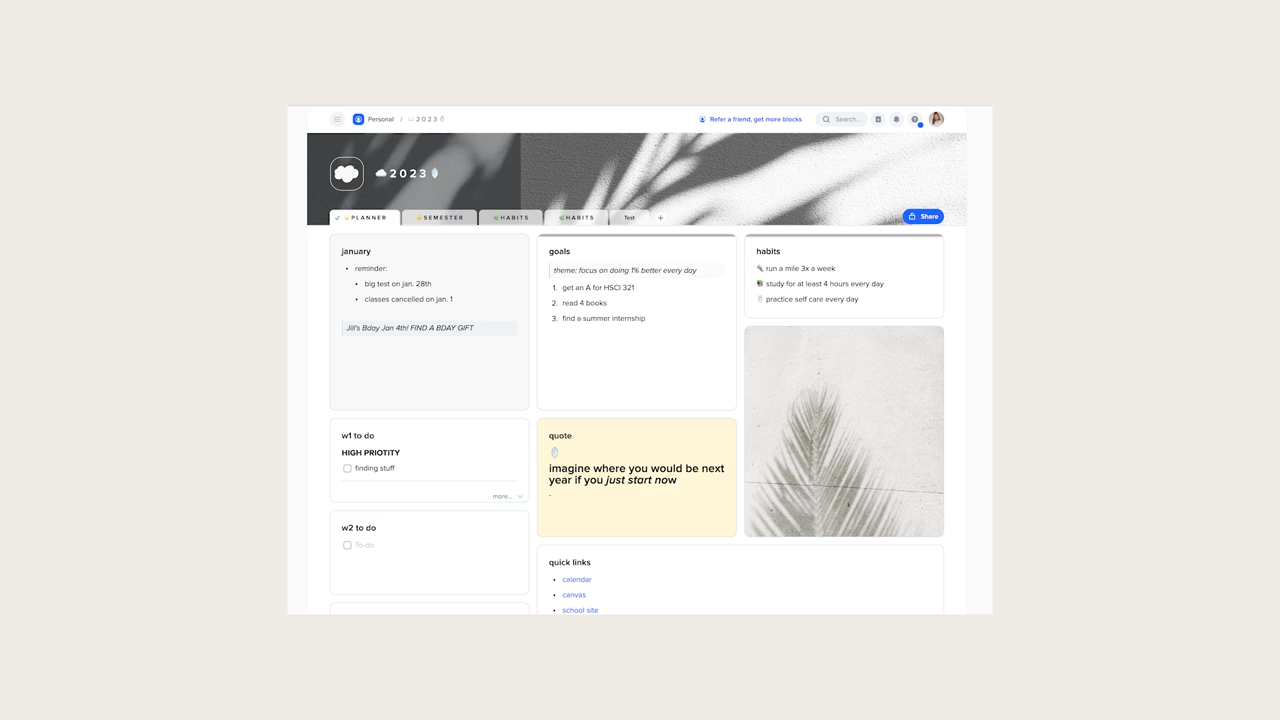 Personal / ☁️ 2 0 2 3
Refer a friend, get more blocks
Search...
2 0 2 3
PLANNER
SEMESTER
HABITS
HABITS
Test
+
Share
january
• reminder:
• big test on jan. 28th
• classes cancelled on jan. 1
Jill's Bday Jan 4th! FIND A BDAY GIFT
goals
theme: focus on doing 1% better every day
1. get an A for HSCI 321
2. read 4 books
3. find a summer internship
habits
run a mile 3x a week
study for at least 4 hours every day
practice self care every day
w1 to do
HIGH PRIOTITY
finding stuff
more...
w2 to do
To-do
quote
imagine where you would be next
year if you just start now
-
quick links
• calendar
• canvas
• school site